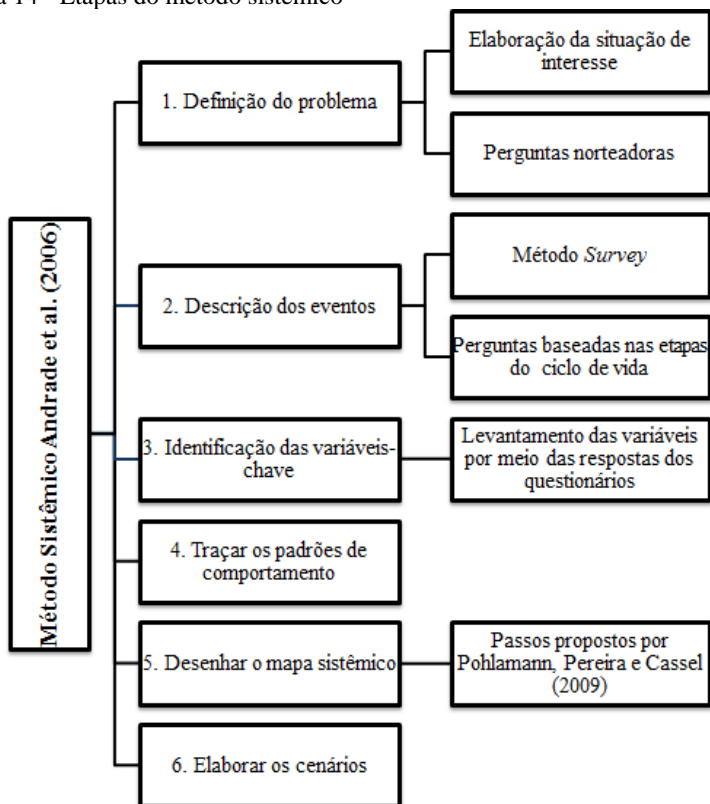 a 14 - Etapas do método sistêmico
Elaboração da situação de
interesse
1. Definição do problema
Perguntas norteadoras
Método Sistêmico Andrade et al. (2006)
Método Survey
2. Descrição dos eventos
Perguntas baseadas nas etapas
do ciclo de vida
3. Identificação das variáveis-
chave
Levantamento das variáveis
por meio das respostas dos
questionários
4. Traçar os padrões de
comportamento
5. Desenhar o mapa sistêmico
Passos propostos por
Pohlamann, Pereira e Cassel
(2009)
6. Elaborar os cenários